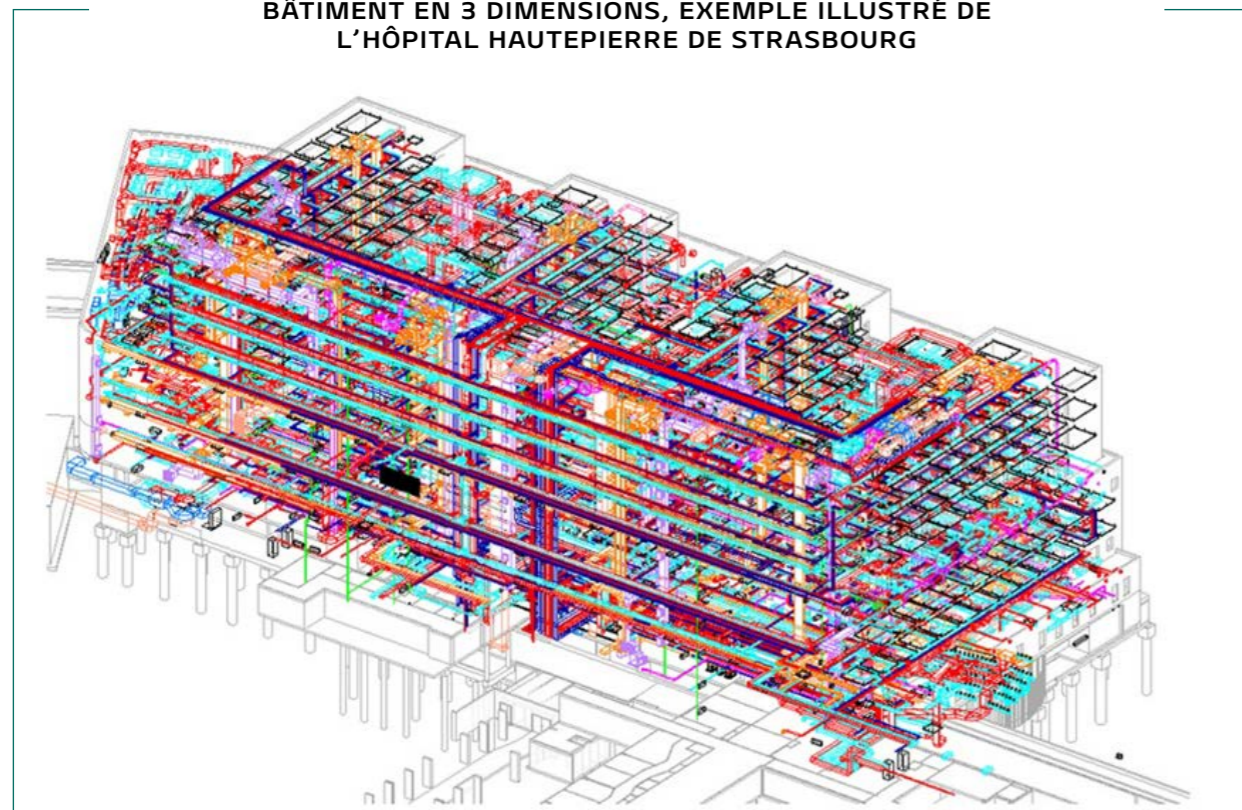 BÂTIMENT EN 3 DIMENSIONS, EXEMPLE ILLUSTRÉ DE
L'HÔPITAL HAUTEPIERRE DE STRASBOURG